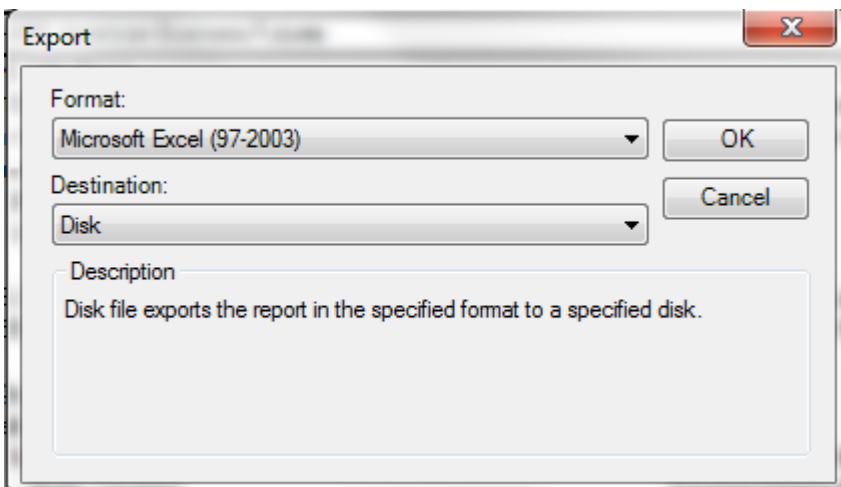 Export
Format:
Microsoft Excel (97-2003)
OK
Destination:
Cancel
Disk
Description
Disk file exports the report in the specified format to a specified disk.